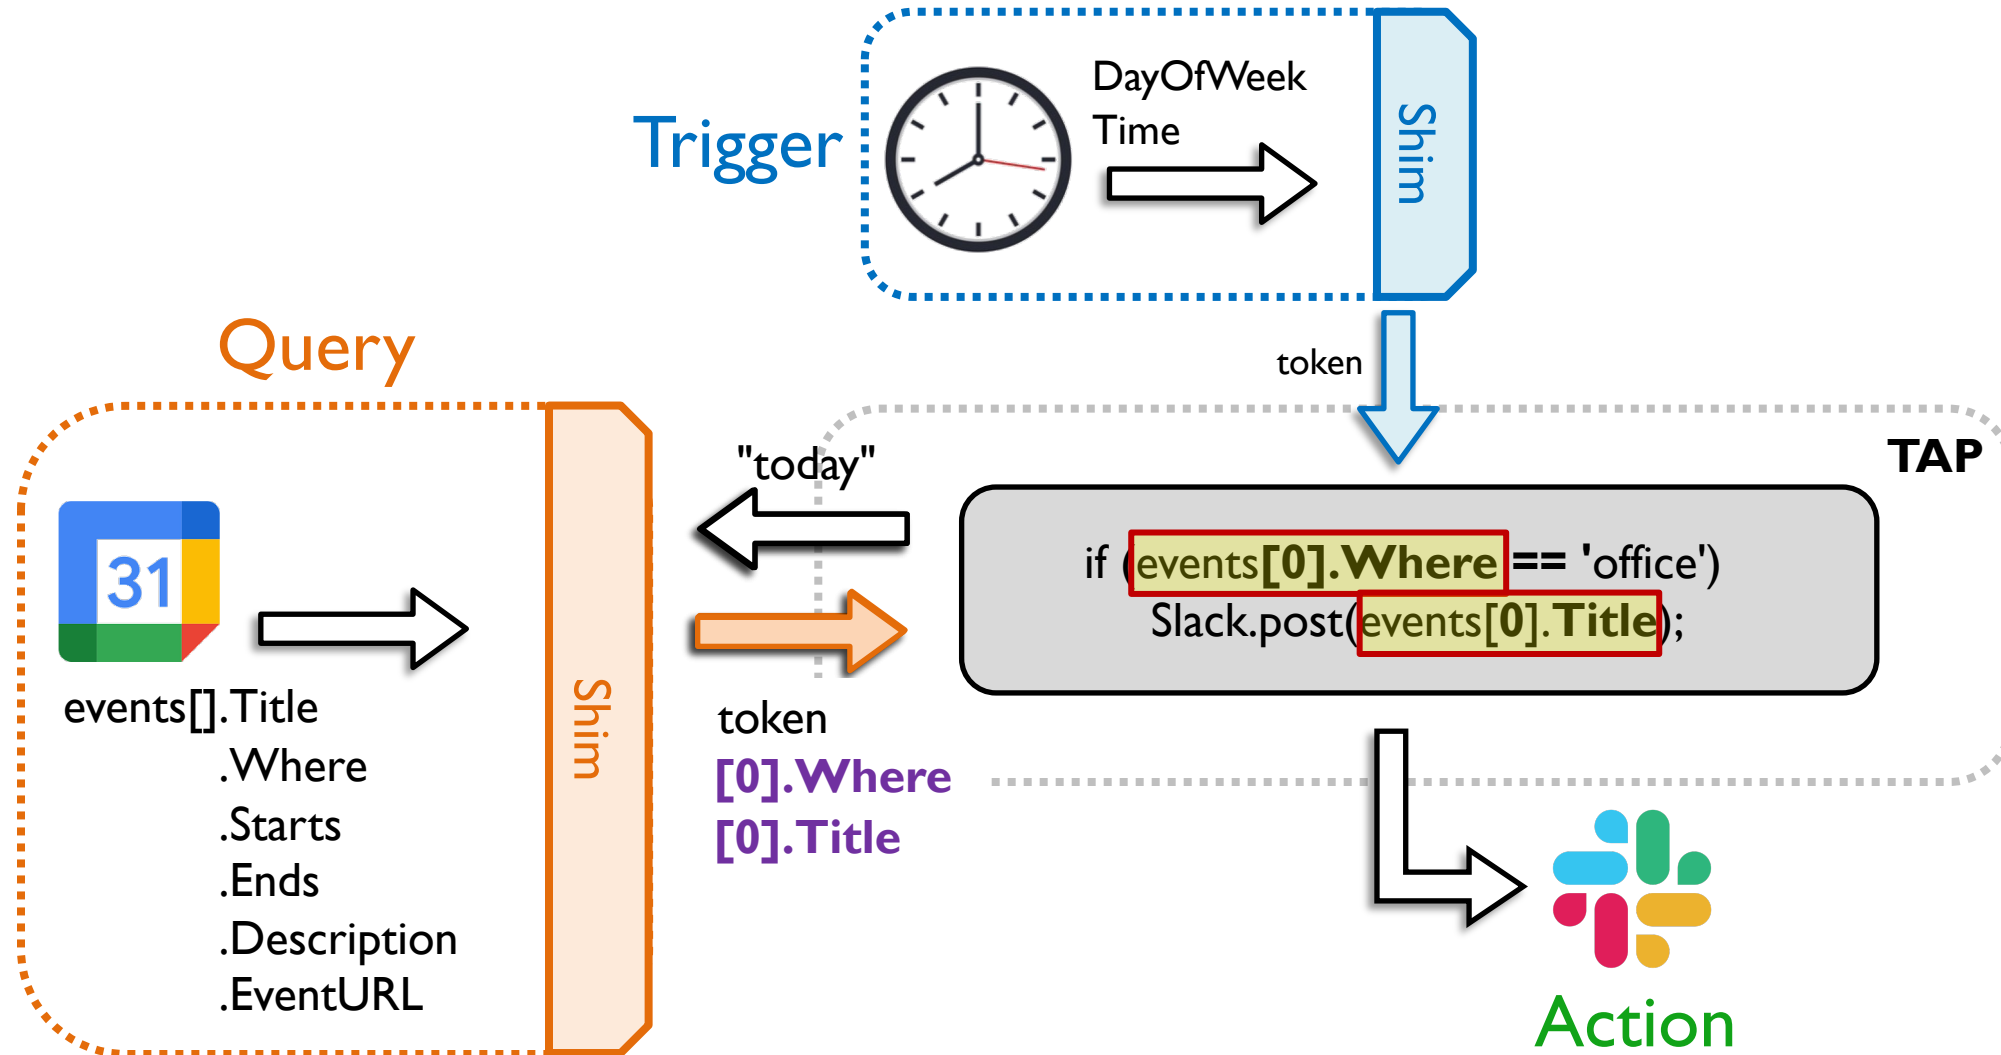 Trigger
DayOfWeek
Time
Shim
token
Query
31
events[].Title
.Where
.Starts
.Ends
.Description
.EventURL
Shim
"today"
token
[0].Where
[0].Title
TAP
if (events[0].Where == 'office')
Slack.post(events[0].Title);
Action